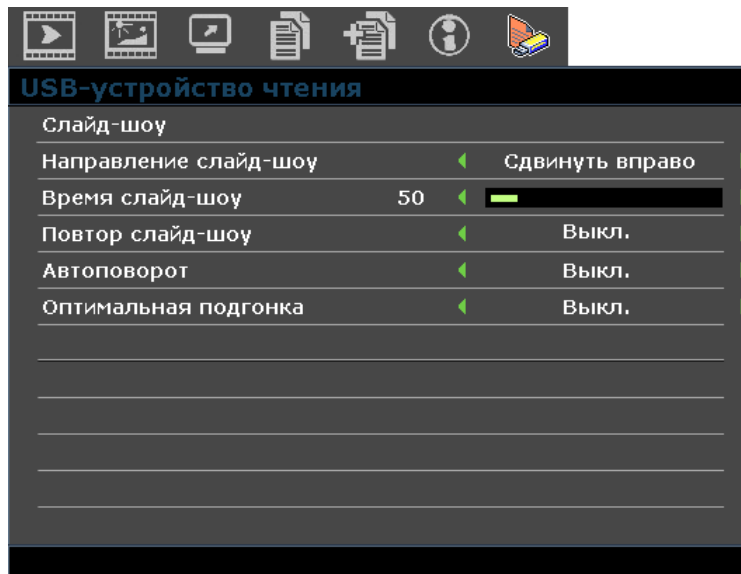 USB-устройство чтения
Слайд-шоу
Направление слайд-шоу Сдвинуть вправо
Время слайд-шоу 50
Повтор слайд-шоу Выкл.
Автоповорот Выкл.
Оптимальная подгонка Выкл.